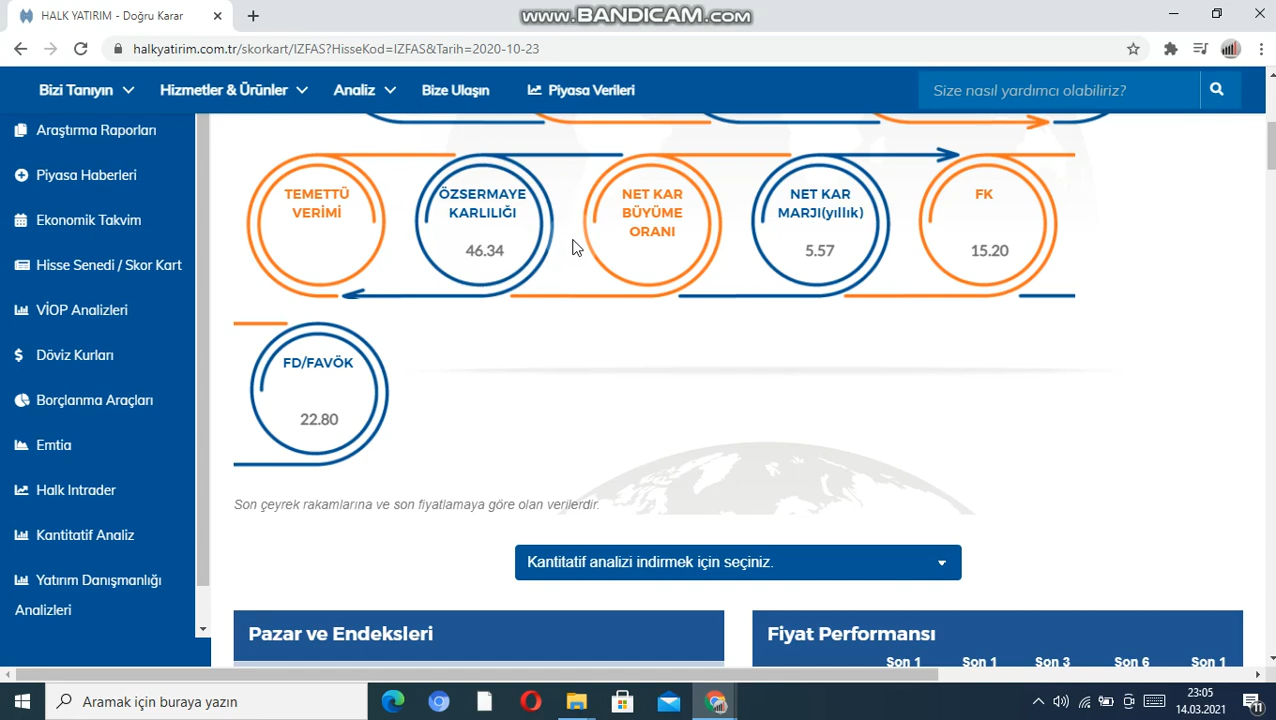 HALK YATIRIM - Doğru Karar
www.BANDICAM.com
halkyatirim.com.tr/skorkart/IZFAS?HisseKod=IZFAS&Tarih=2020-10-23
Bizi Tanıyın
Hizmetler & Ürünler
Analiz
Bize Ulaşın
Piyasa Verileri
Size nasıl yardımcı olabiliriz?
Araştırma Raporları
Piyasa Haberleri
Ekonomik Takvim
Hisse Senedi / Skor Kart
VİOP Analizleri
Döviz Kurları
Borçlanma Araçları
Emtia
Halk Intrader
Kantitatif Analiz
Yatırım Danışmanlığı
Analizleri
TEMETTÜ
VERİMİ
ÖZSERMAYE
KARLILIĞI
46.34
NET KAR
BÜYÜME
ORANI
NET KAR
MARJI(yıllık)
5.57
FK
15.20
FD/FAVÖK
22.80
Son çeyrek rakamlarına ve son fiyatlamaya göre olan verilerdir.
Kantitatif analizi indirmek için seçiniz.
Pazar ve Endeksleri
Fiyat Performansı
Son 1
Son 1
Son 3
Son 6
Son 1
Aramak için buraya yazın
23:05
14.03.2021
11